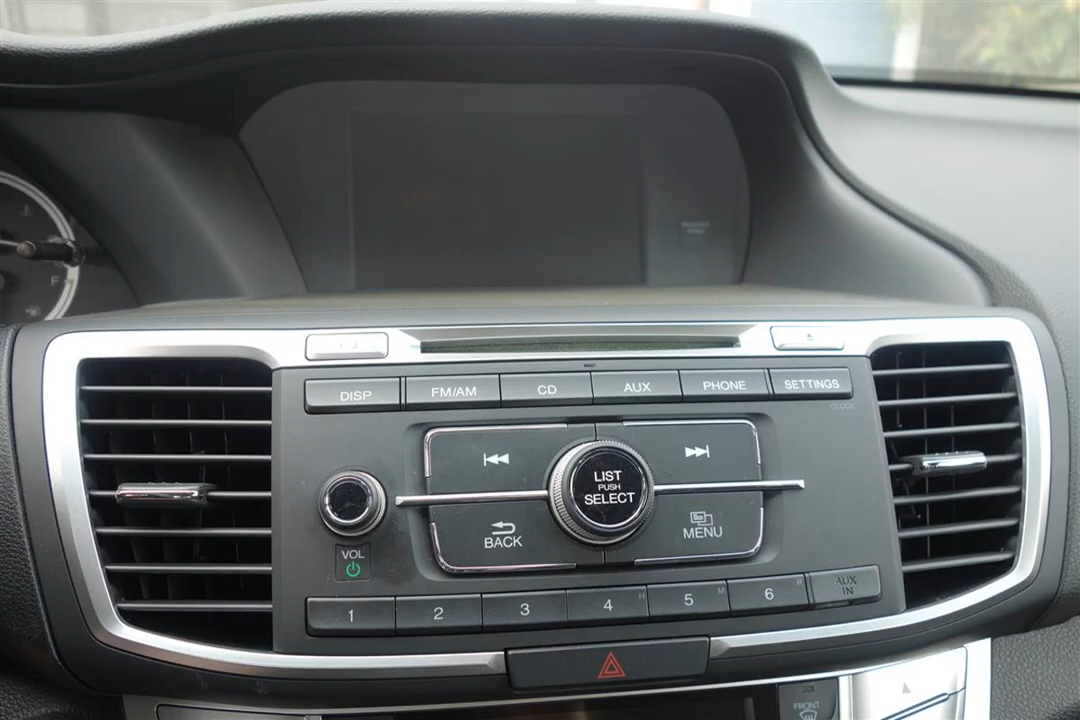 F
DISP FM/AM CD AUX PHONE SETTINGS
CLOCK
LIST
PUSH
SELECT
BACK
MENU
VOL
1 2 3 4 H 5 M 6 R
AUX
IN
FRONT